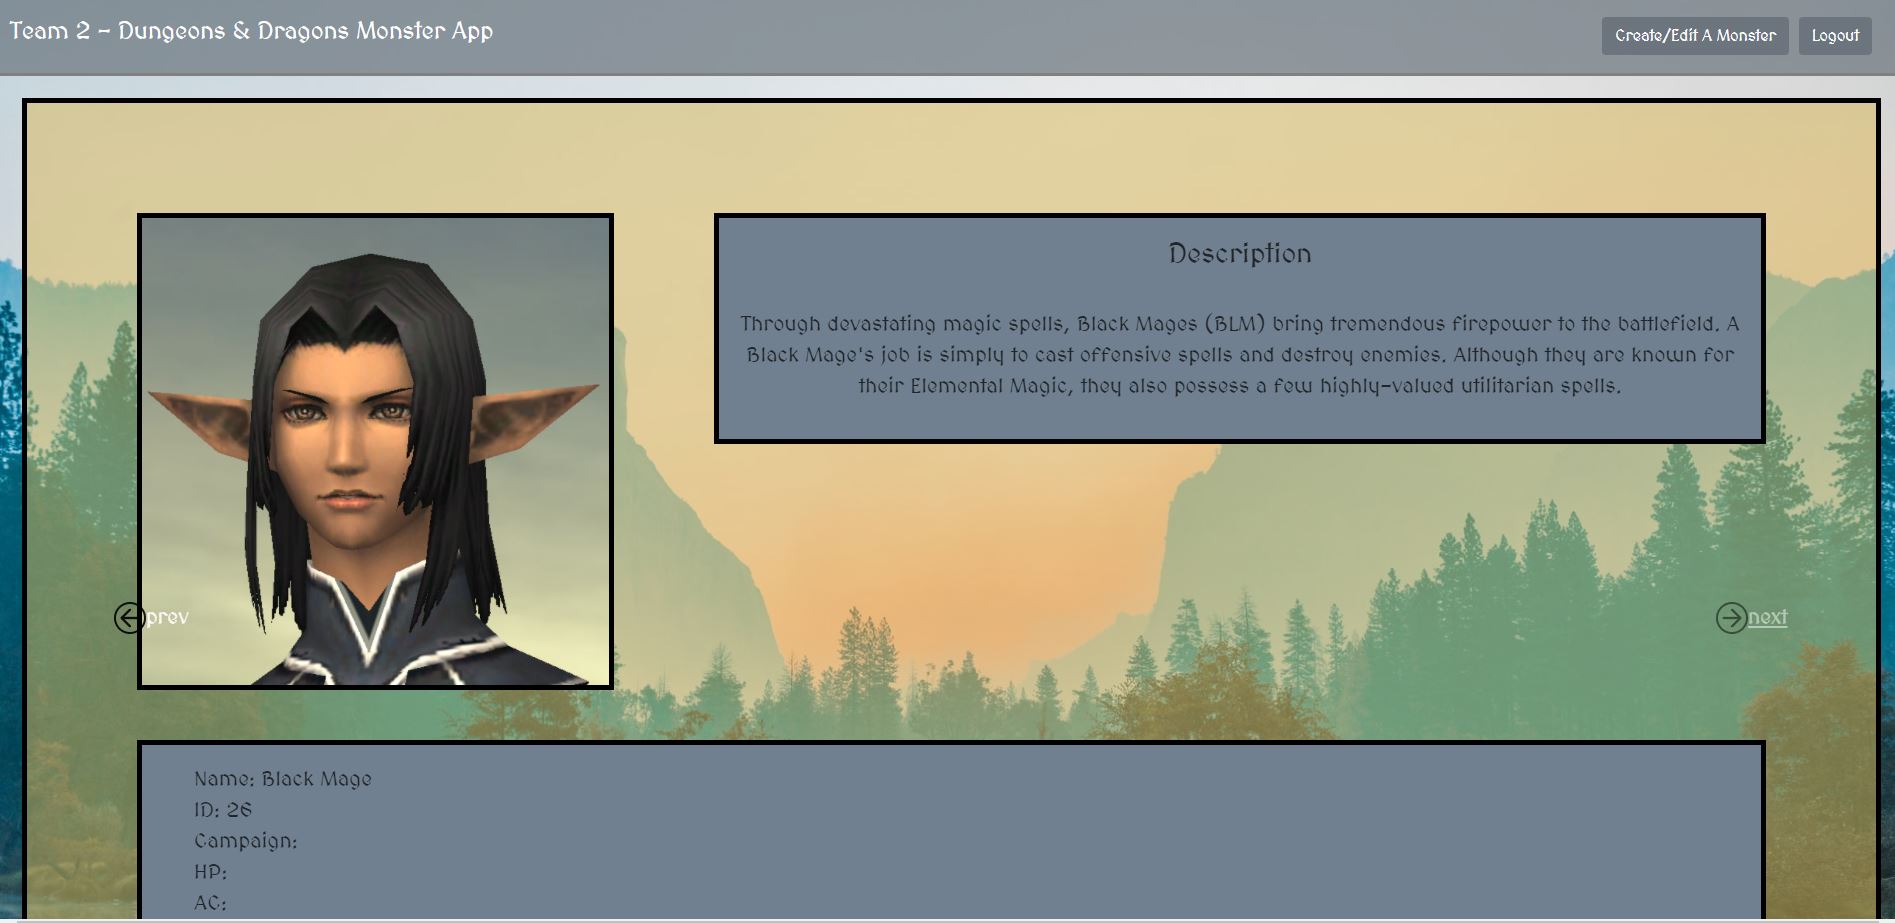 Team 2 - Dungeons & Dragons Monster App
Create/Edit A Monster
Logout
Description
Through devastating magic spells, Black Mages (BLM) bring tremendous firepower to the battlefield. A
Black Mage's job is simply to cast offensive spells and destroy enemies. Although they are known for
their Elemental Magic, they also possess a few highly-valued utilitarian spells.
prev
next
Name: Black Mage
ID: 26
Campaign:
HP:
AC: